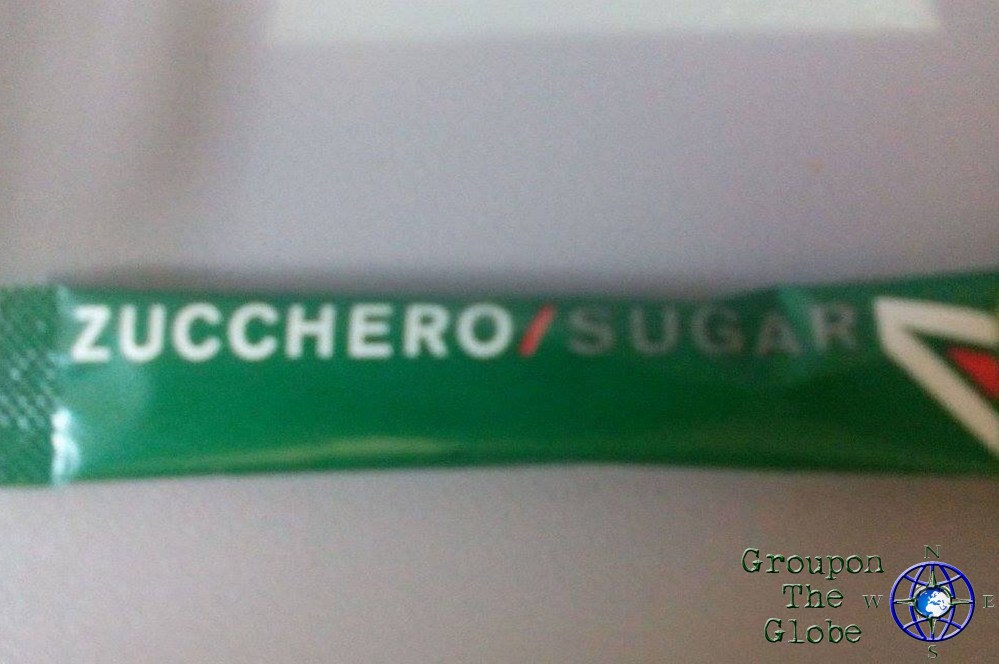 ZUCCHERO/SUGAR
Groupon
The
Globe
N
W E
S